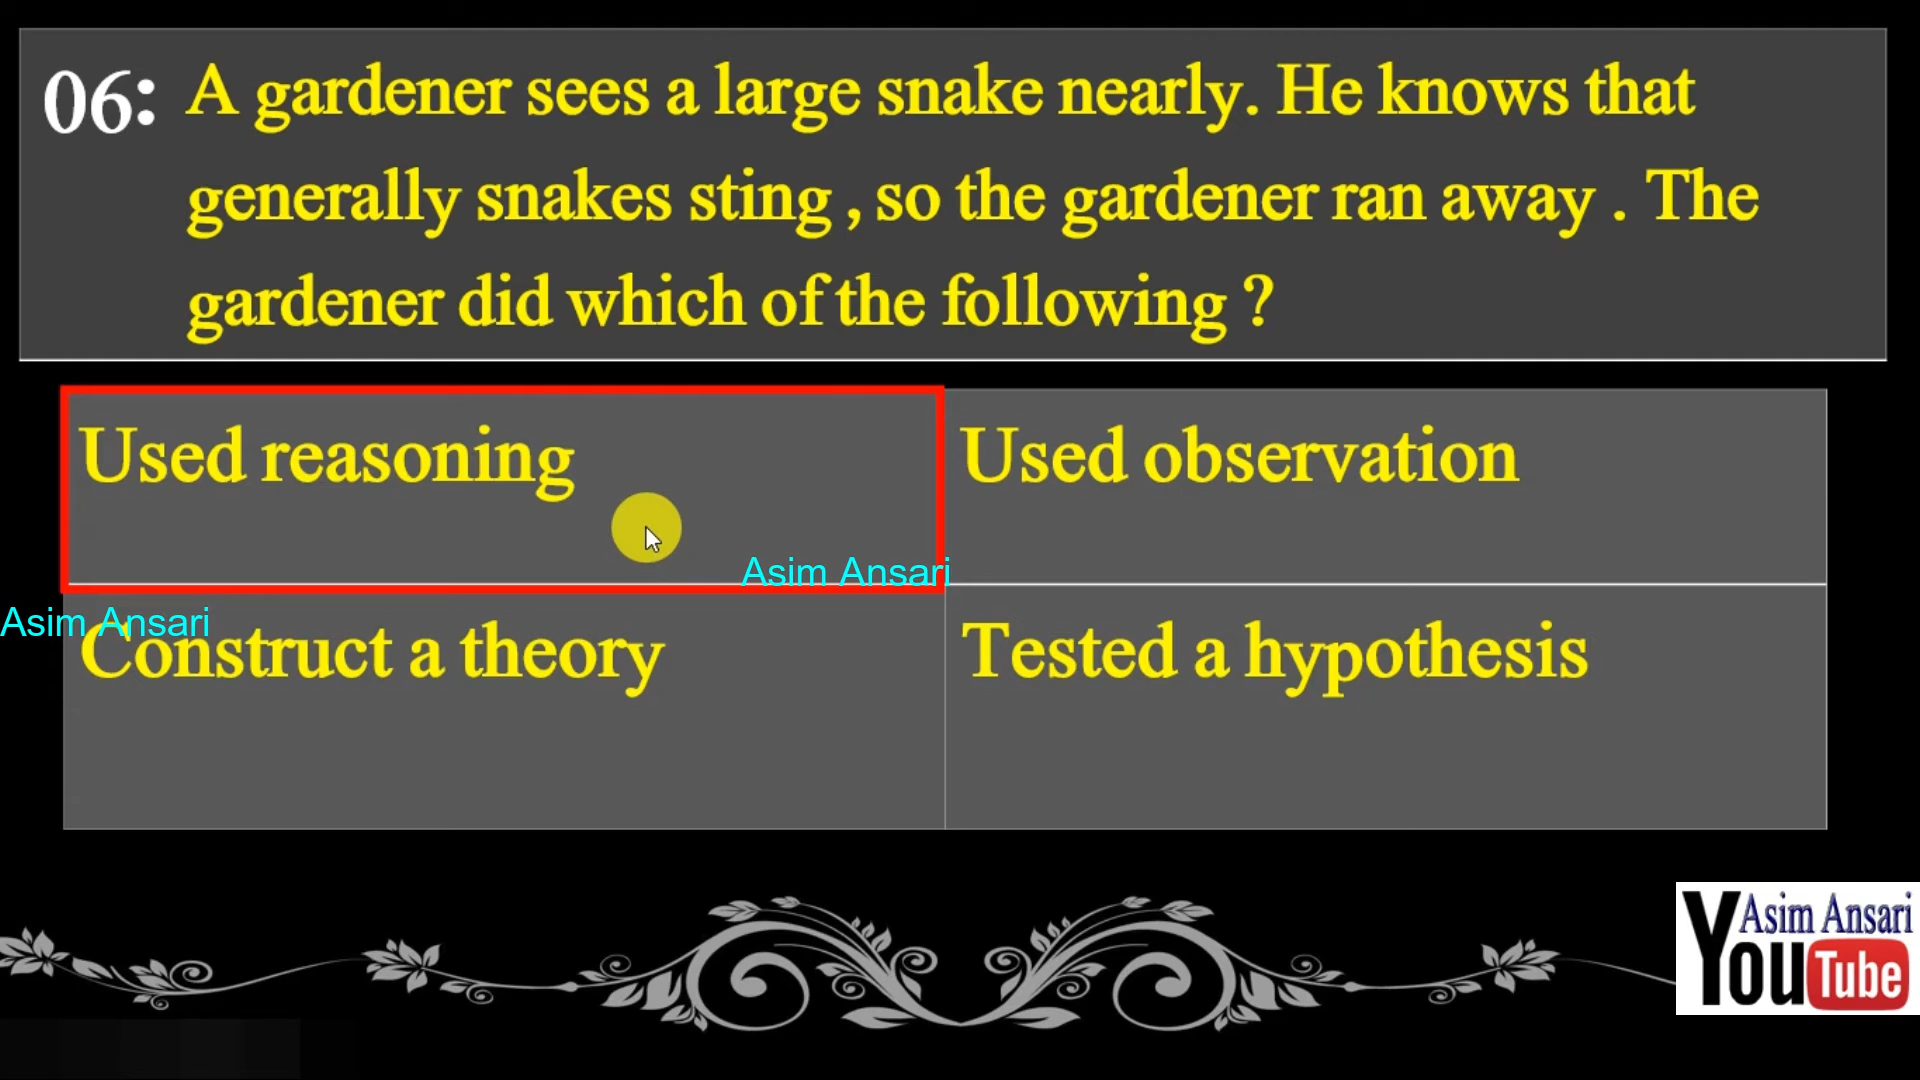 06: A gardener sees a large snake nearly. He knows that
generally snakes sting , so the gardener ran away . The
gardener did which of the following ?
Used reasoning
Used observation
Asim Ansari
Asim Ansari
Construct a theory
Tested a hypothesis
Asim Ansari
YouTube